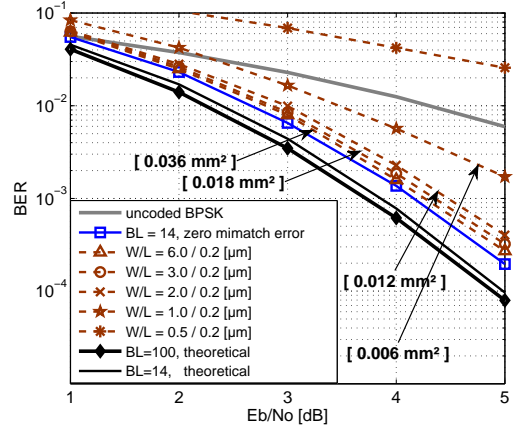 10⁻¹
10⁻²
10⁻³
10⁻⁴
BER
[ 0.036 mm² ]
[ 0.018 mm² ]
[ 0.012 mm² ]
[ 0.006 mm² ]
uncoded BPSK
BL = 14, zero mismatch error
W/L = 6.0 / 0.2 [µm]
W/L = 3.0 / 0.2 [µm]
W/L = 2.0 / 0.2 [µm]
W/L = 1.0 / 0.2 [µm]
W/L = 0.5 / 0.2 [µm]
BL=100, theoretical
BL=14, theoretical
1 2 3 4 5
Eb/No [dB]